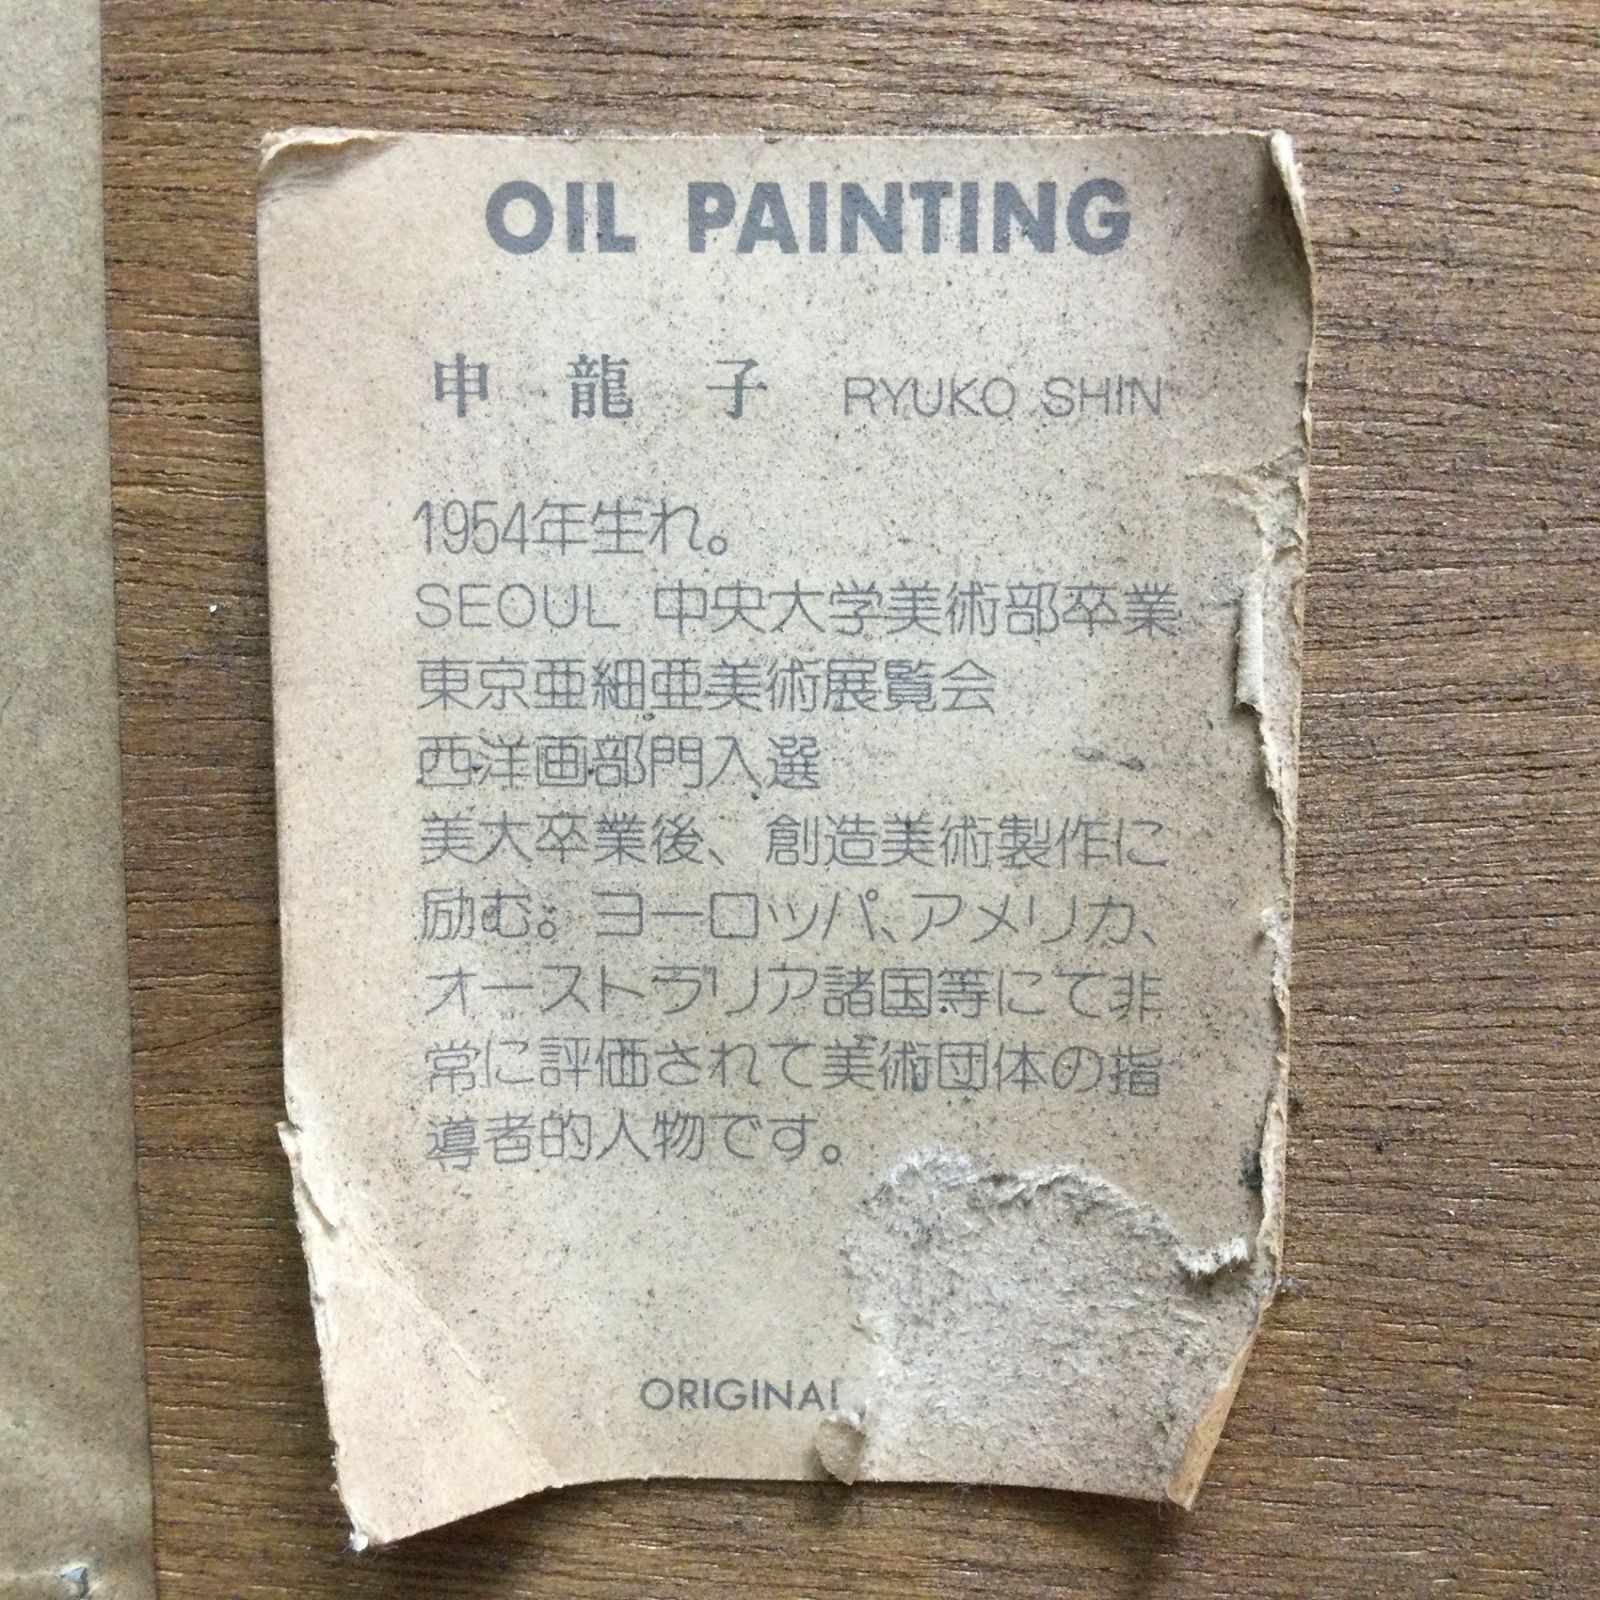 OIL PAINTING
申 龍 子 RYUKO SHIN
1954年生れ。
SEOUL 中央大学美術部卒業
東京亜細亜美術展覧会
西洋画部門入選
美大卒業後、創造美術製作に
励む。ヨーロッパ、アメリカ、
オーストラリア諸国等にて非
常に評価されて美術団体の指
導者的人物です。
ORIGINAL